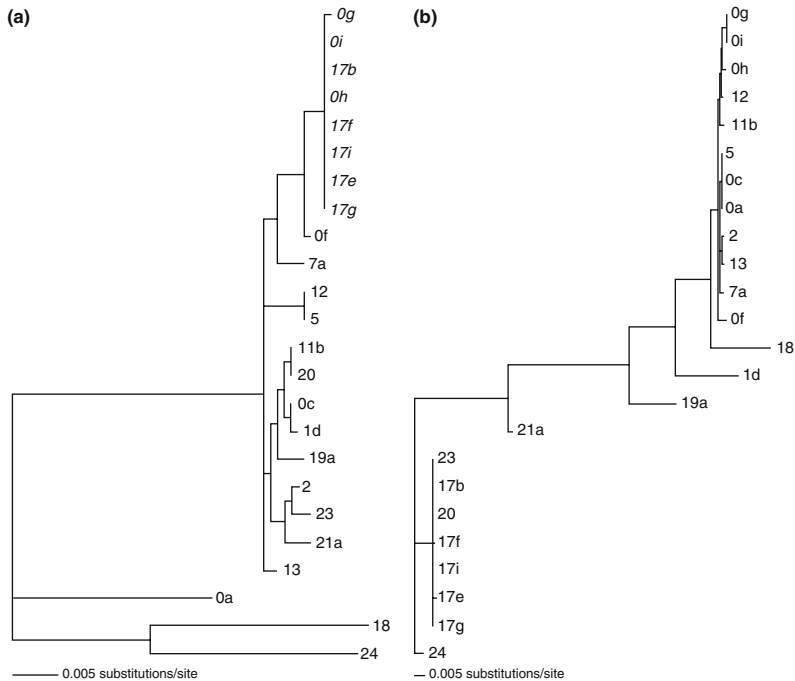 (a)
0g
0i
17b
0h
17f
17i
17e
17g
0f
7a
12
5
11b
20
0c
1d
19a
2
23
21a
13
0a
18
24
0.005 substitutions/site
(b)
0g
0i
0h
12
11b
5
0c
0a
2
13
7a
0f
18
1d
19a
21a
23
17b
20
17f
17i
17e
17g
24
0.005 substitutions/site